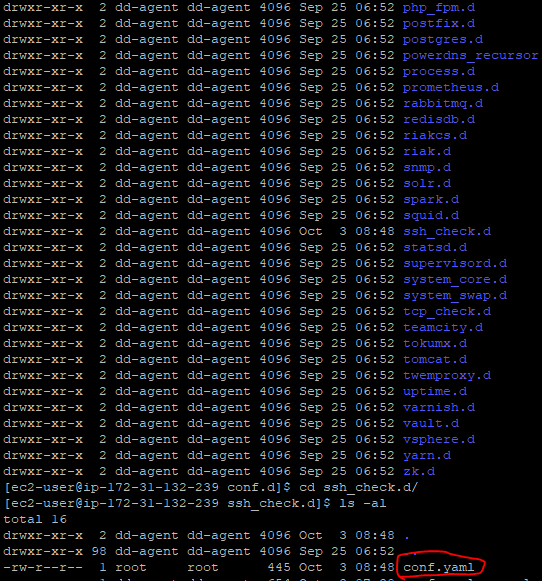 drwxr-xr-x 2 dd-agent dd-agent 4096 Sep 25 06:52 php_fpm.d
drwxr-xr-x 2 dd-agent dd-agent 4096 Sep 25 06:52 postfix.d
drwxr-xr-x 2 dd-agent dd-agent 4096 Sep 25 06:52 postgres.d
drwxr-xr-x 2 dd-agent dd-agent 4096 Sep 25 06:52 powerdns_recursor
drwxr-xr-x 2 dd-agent dd-agent 4096 Sep 25 06:52 process.d
drwxr-xr-x 2 dd-agent dd-agent 4096 Sep 25 06:52 prometheus.d
drwxr-xr-x 2 dd-agent dd-agent 4096 Sep 25 06:52 rabbitmq.d
drwxr-xr-x 2 dd-agent dd-agent 4096 Sep 25 06:52 redisdb.d
drwxr-xr-x 2 dd-agent dd-agent 4096 Sep 25 06:52 riakcs.d
drwxr-xr-x 2 dd-agent dd-agent 4096 Sep 25 06:52 riak.d
drwxr-xr-x 2 dd-agent dd-agent 4096 Sep 25 06:52 snmp.d
drwxr-xr-x 2 dd-agent dd-agent 4096 Sep 25 06:52 solr.d
drwxr-xr-x 2 dd-agent dd-agent 4096 Sep 25 06:52 spark.d
drwxr-xr-x 2 dd-agent dd-agent 4096 Sep 25 06:52 squid.d
drwxr-xr-x 2 dd-agent dd-agent 4096 Oct 3 08:48 ssh_check.d
drwxr-xr-x 2 dd-agent dd-agent 4096 Sep 25 06:52 statsd.d
drwxr-xr-x 2 dd-agent dd-agent 4096 Sep 25 06:52 supervisord.d
drwxr-xr-x 2 dd-agent dd-agent 4096 Sep 25 06:52 system_core.d
drwxr-xr-x 2 dd-agent dd-agent 4096 Sep 25 06:52 system_swap.d
drwxr-xr-x 2 dd-agent dd-agent 4096 Sep 25 06:52 tcp_check.d
drwxr-xr-x 2 dd-agent dd-agent 4096 Sep 25 06:52 teamcity.d
drwxr-xr-x 2 dd-agent dd-agent 4096 Sep 25 06:52 tokumx.d
drwxr-xr-x 2 dd-agent dd-agent 4096 Sep 25 06:52 tomcat.d
drwxr-xr-x 2 dd-agent dd-agent 4096 Sep 25 06:52 twemproxy.d
drwxr-xr-x 2 dd-agent dd-agent 4096 Sep 25 06:52 uptime.d
drwxr-xr-x 2 dd-agent dd-agent 4096 Sep 25 06:52 varnish.d
drwxr-xr-x 2 dd-agent dd-agent 4096 Sep 25 06:52 vault.d
drwxr-xr-x 2 dd-agent dd-agent 4096 Sep 25 06:52 vsphere.d
drwxr-xr-x 2 dd-agent dd-agent 4096 Sep 25 06:52 yarn.d
drwxr-xr-x 2 dd-agent dd-agent 4096 Sep 25 06:52 zk.d
[ec2-user@ip-172-31-132-239 conf.d]$ cd ssh_check.d/
[ec2-user@ip-172-31-132-239 ssh_check.d]$ ls -al
total 16
drwxr-xr-x 2 dd-agent dd-agent 4096 Oct 3 08:48 .
drwxr-xr-x 98 dd-agent dd-agent 4096 Sep 25 06:52 ..
-rw-r--r-- 1 root root 445 Oct 3 08:48 conf.yaml